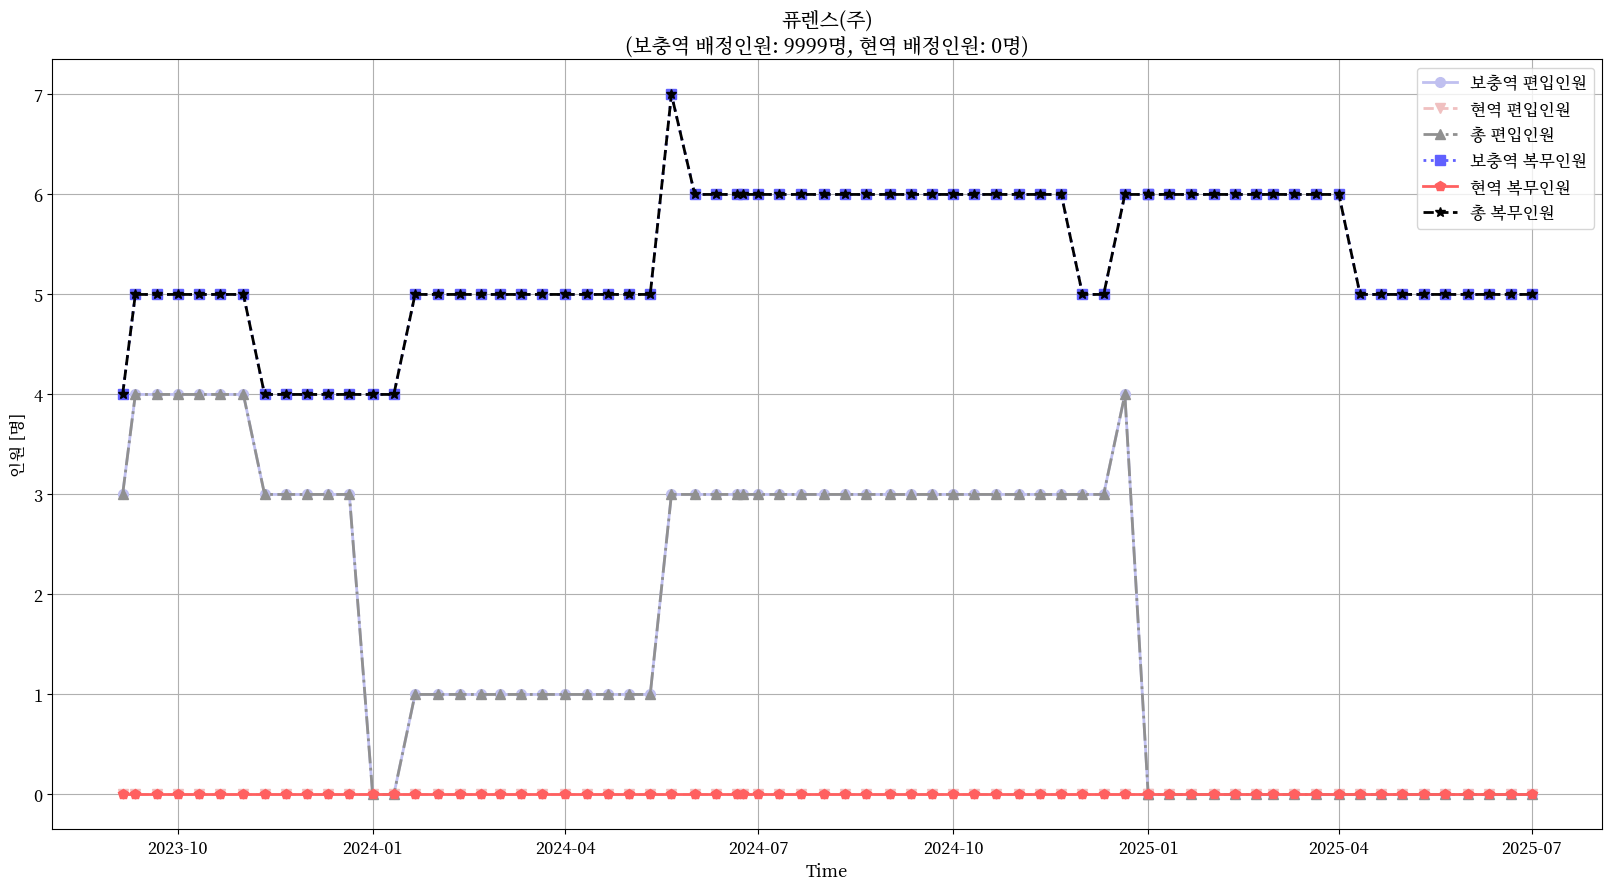 퓨렌스(주)
(보충역 배정인원: 9999명, 현역 배정인원: 0명)
보충역 편입인원
현역 편입인원
총 편입인원
보충역 복무인원
현역 복무인원
총 복무인원
인원 [명]
7
6
5
4
3
2
1
0
2023-10 2024-01 2024-04 2024-07 2024-10 2025-01 2025-04 2025-07
Time